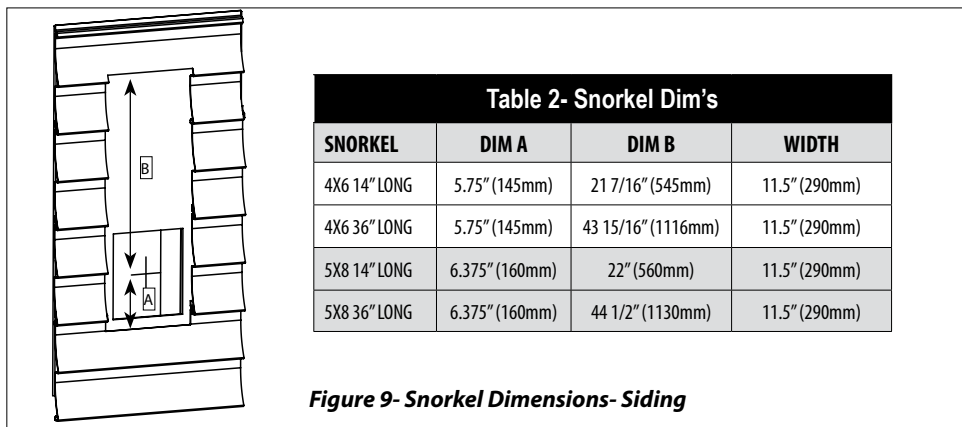 B
A
Table 2- Snorkel Dim's
SNORKEL DIM A DIM B WIDTH
4X6 14" LONG 5.75" (145mm) 21 7/16" (545mm) 11.5" (290mm)
4X6 36" LONG 5.75" (145mm) 43 15/16" (1116mm) 11.5" (290mm)
5X8 14" LONG 6.375" (160mm) 22" (560mm) 11.5" (290mm)
5X8 36" LONG 6.375" (160mm) 44 1/2" (1130mm) 11.5" (290mm)
Figure 9- Snorkel Dimensions- Siding